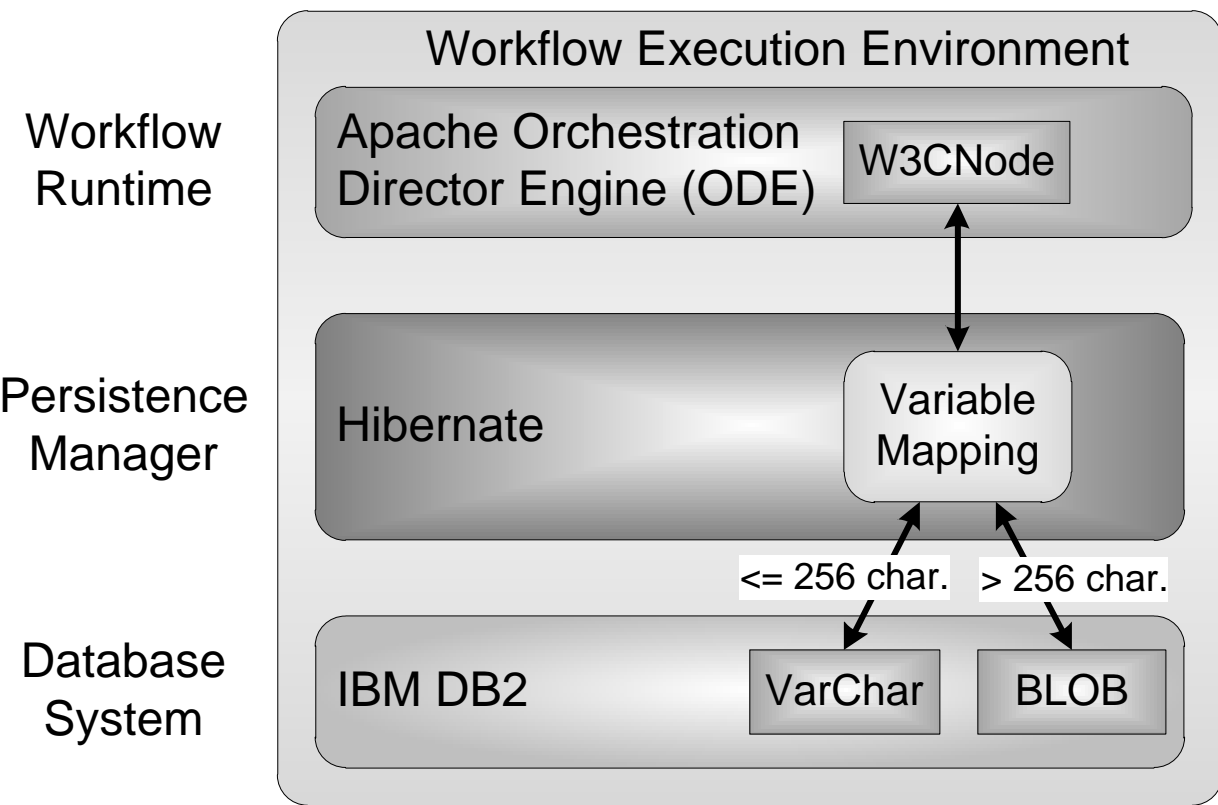 Workflow Execution Environment
Workflow
Runtime
Apache Orchestration
Director Engine (ODE)
W3CNode
Persistence
Manager
Hibernate
Variable
Mapping
<= 256 char.
> 256 char.
Database
System
IBM DB2
VarChar
BLOB